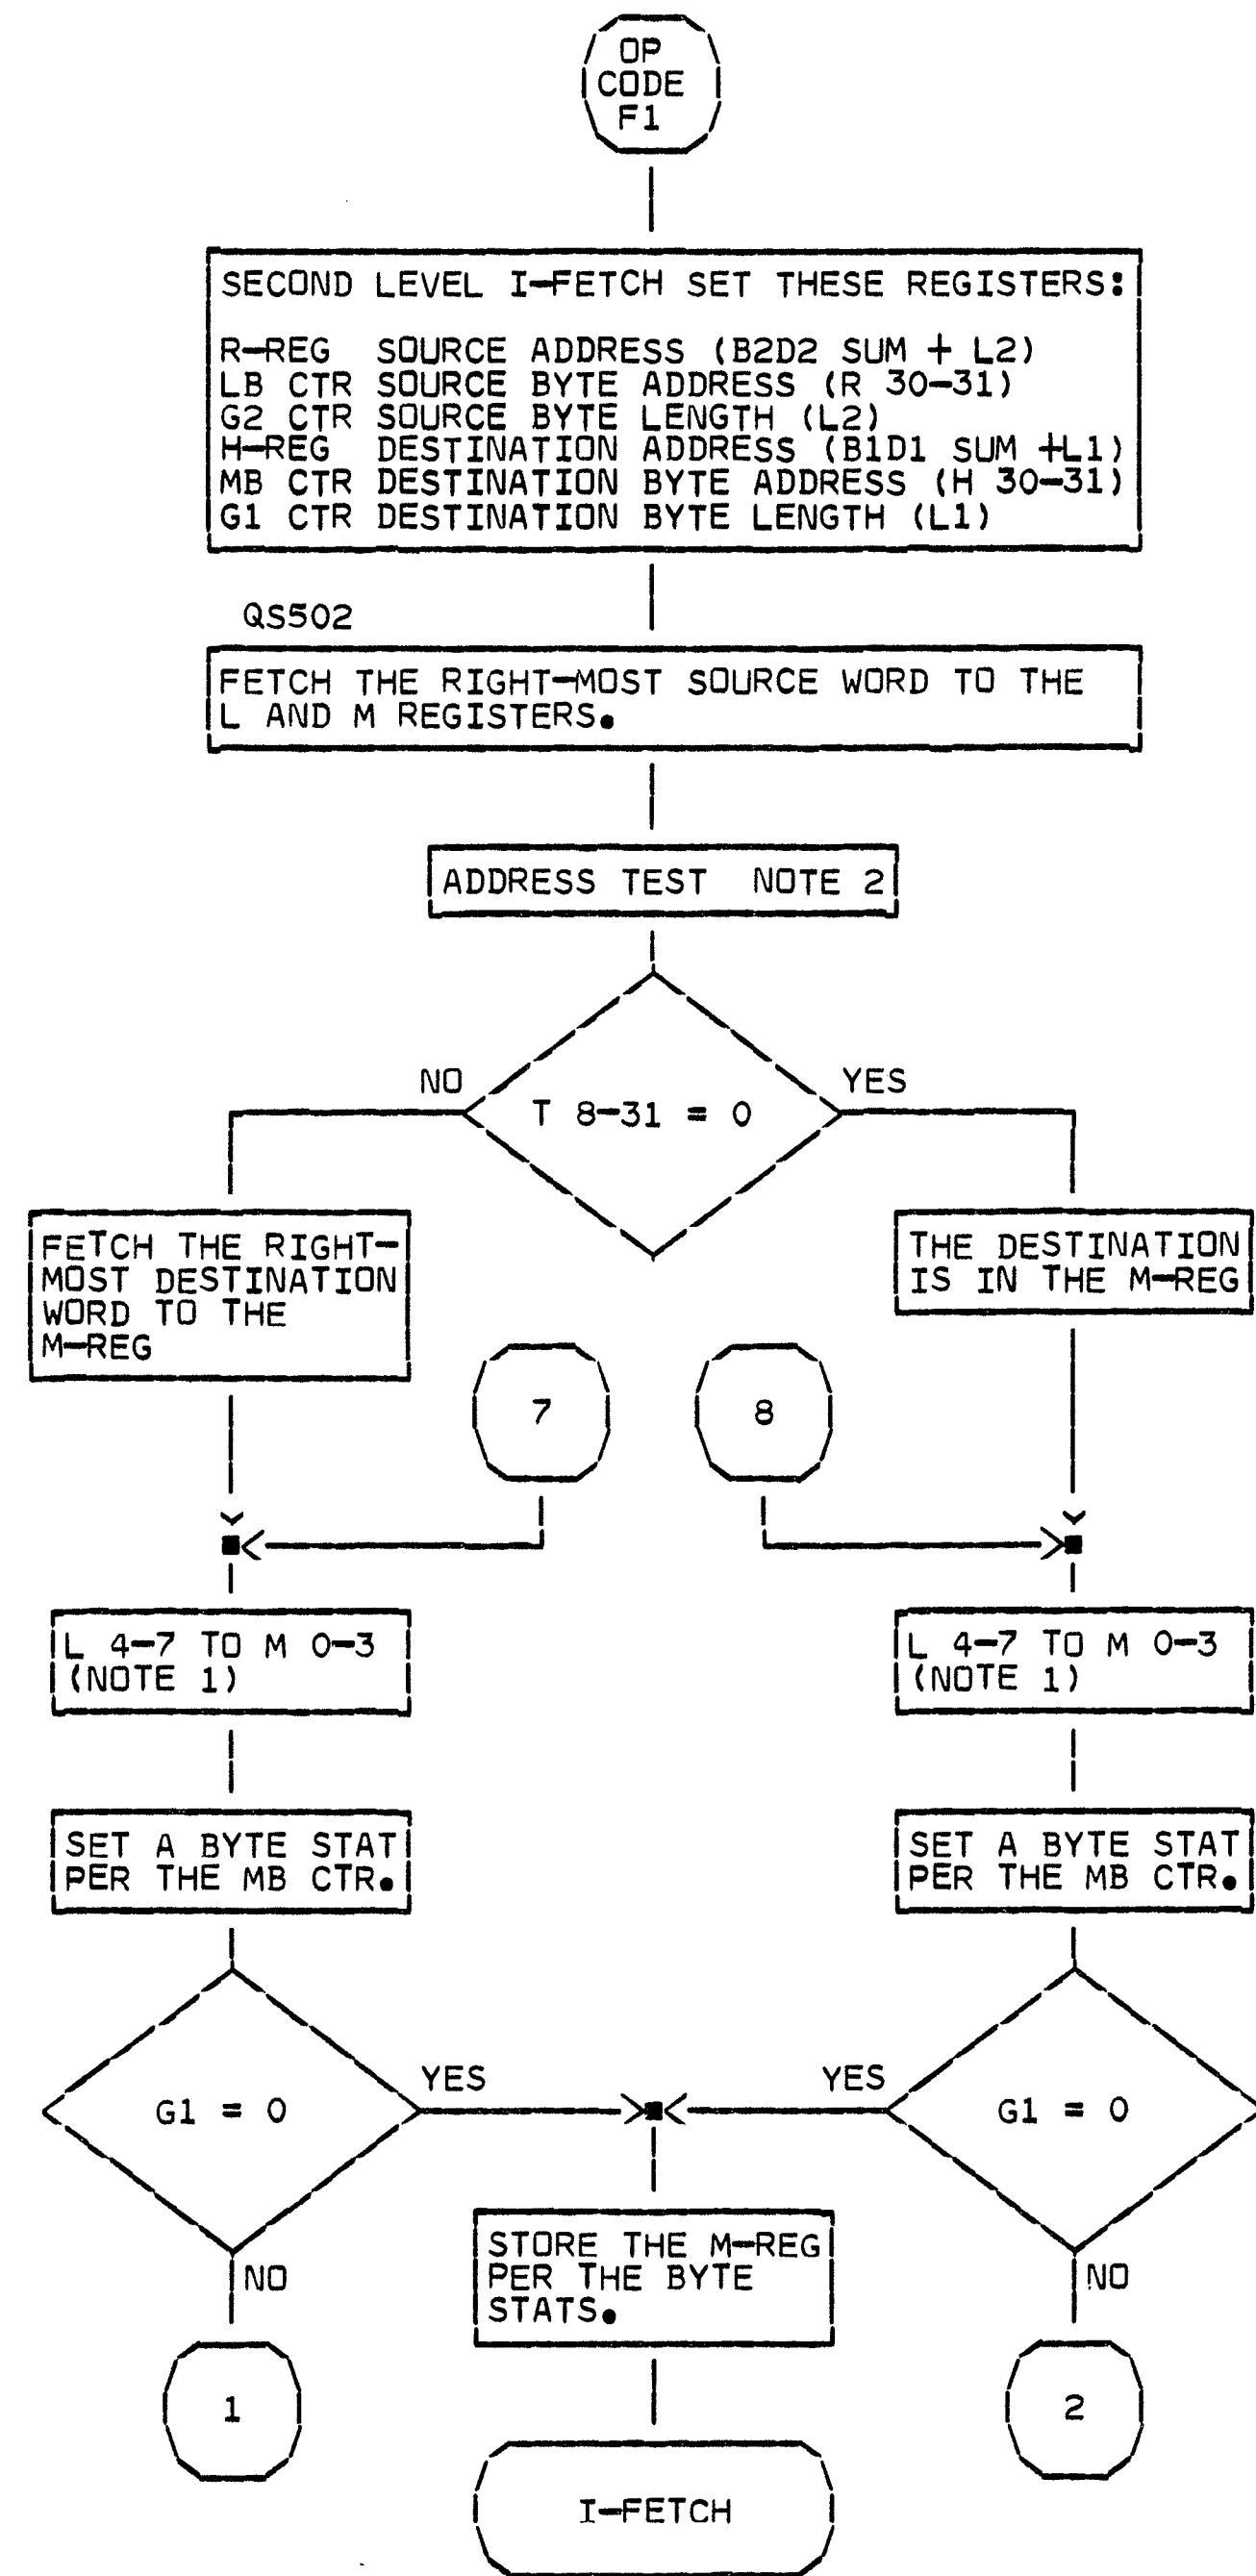 OP
CODE
F1
SECOND LEVEL I-FETCH SET THESE REGISTERS:
R-REG SOURCE ADDRESS (B2D2 SUM + L2)
LB CTR SOURCE BYTE ADDRESS (R 30-31)
G2 CTR SOURCE BYTE LENGTH (L2)
H-REG DESTINATION ADDRESS (B1D1 SUM +L1)
MB CTR DESTINATION BYTE ADDRESS (H 30-31)
G1 CTR DESTINATION BYTE LENGTH (L1)
QS502
FETCH THE RIGHT-MOST SOURCE WORD TO THE
L AND M REGISTERS.
ADDRESS TEST NOTE 2
T 8-31 = 0
NO
YES
FETCH THE RIGHT-
MOST DESTINATION
WORD TO THE
M-REG
THE DESTINATION
IS IN THE M-REG
7
8
L 4-7 TO M 0-3
(NOTE 1)
L 4-7 TO M 0-3
(NOTE 1)
SET A BYTE STAT
PER THE MB CTR.
SET A BYTE STAT
PER THE MB CTR.
G1 = 0
YES
YES
G1 = 0
NO
STORE THE M-REG
PER THE BYTE
STATS.
NO
1
2
I-FETCH